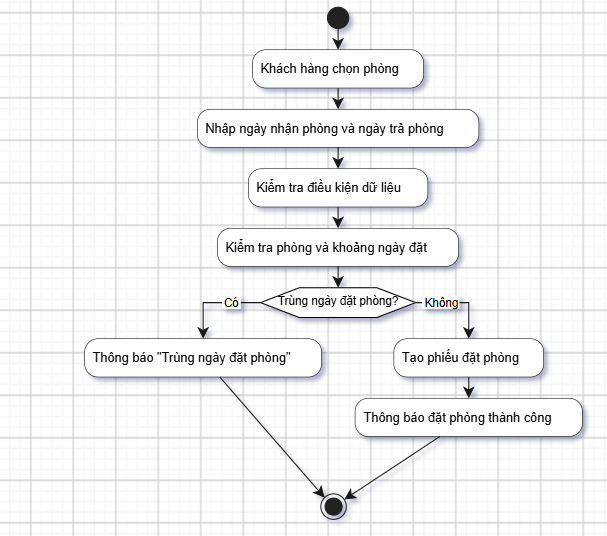 Khách hàng chọn phòng
Nhập ngày nhận phòng và ngày trả phòng
Kiểm tra điều kiện dữ liệu
Kiểm tra phòng và khoảng ngày đặt
Trùng ngày đặt phòng?
Có
Không
Thông báo "Trùng ngày đặt phòng"
Tạo phiếu đặt phòng
Thông báo đặt phòng thành công